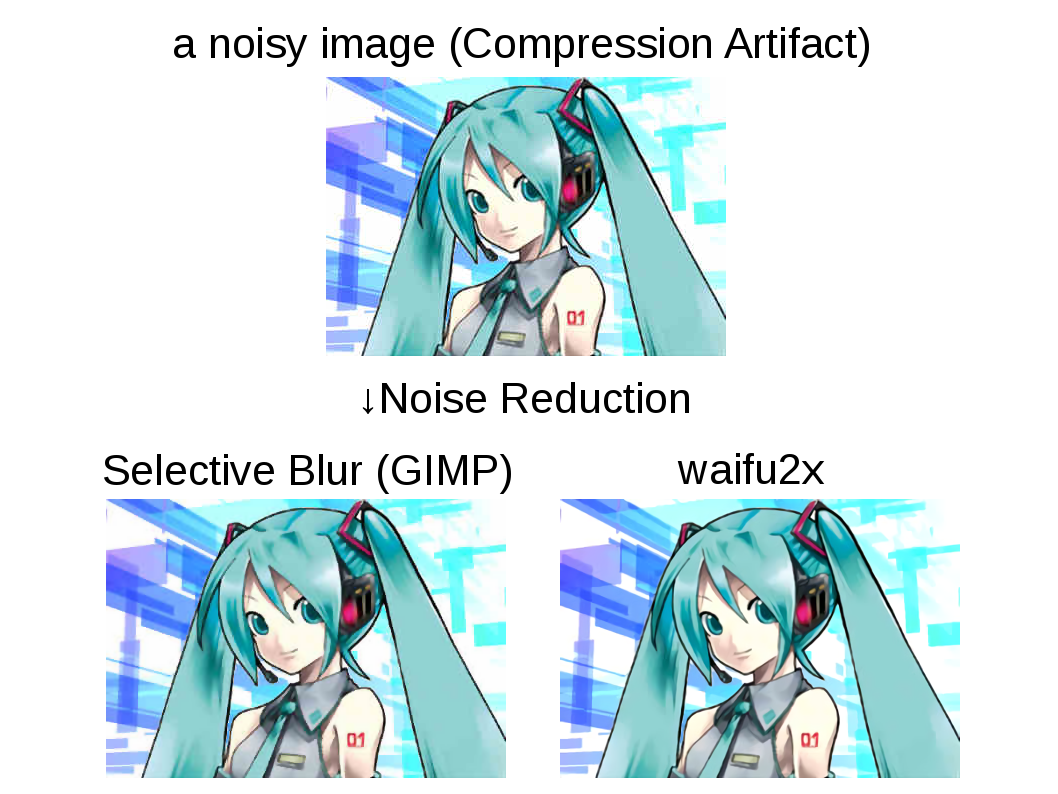 a noisy image (Compression Artifact)
01
↓Noise Reduction
Selective Blur (GIMP)
waifu2x
01
01